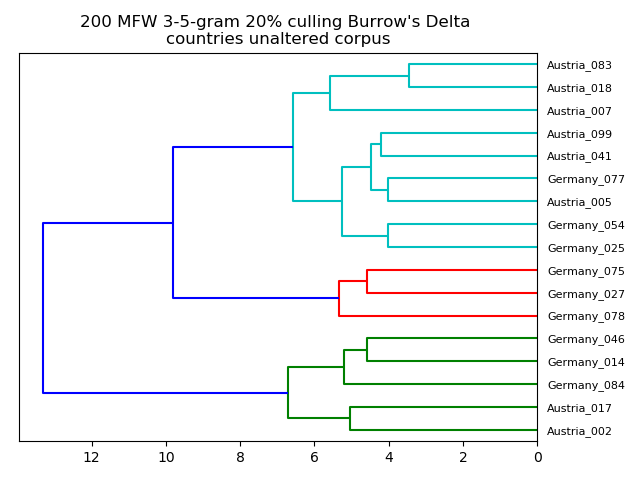 200 MFW 3-5-gram 20% culling Burrow's Delta
countries unaltered corpus
Austria_083
Austria_018
Austria_007
Austria_099
Austria_041
Germany_077
Austria_005
Germany_054
Germany_025
Germany_075
Germany_027
Germany_078
Germany_046
Germany_014
Germany_084
Austria_017
Austria_002
12 10 8 6 4 2 0